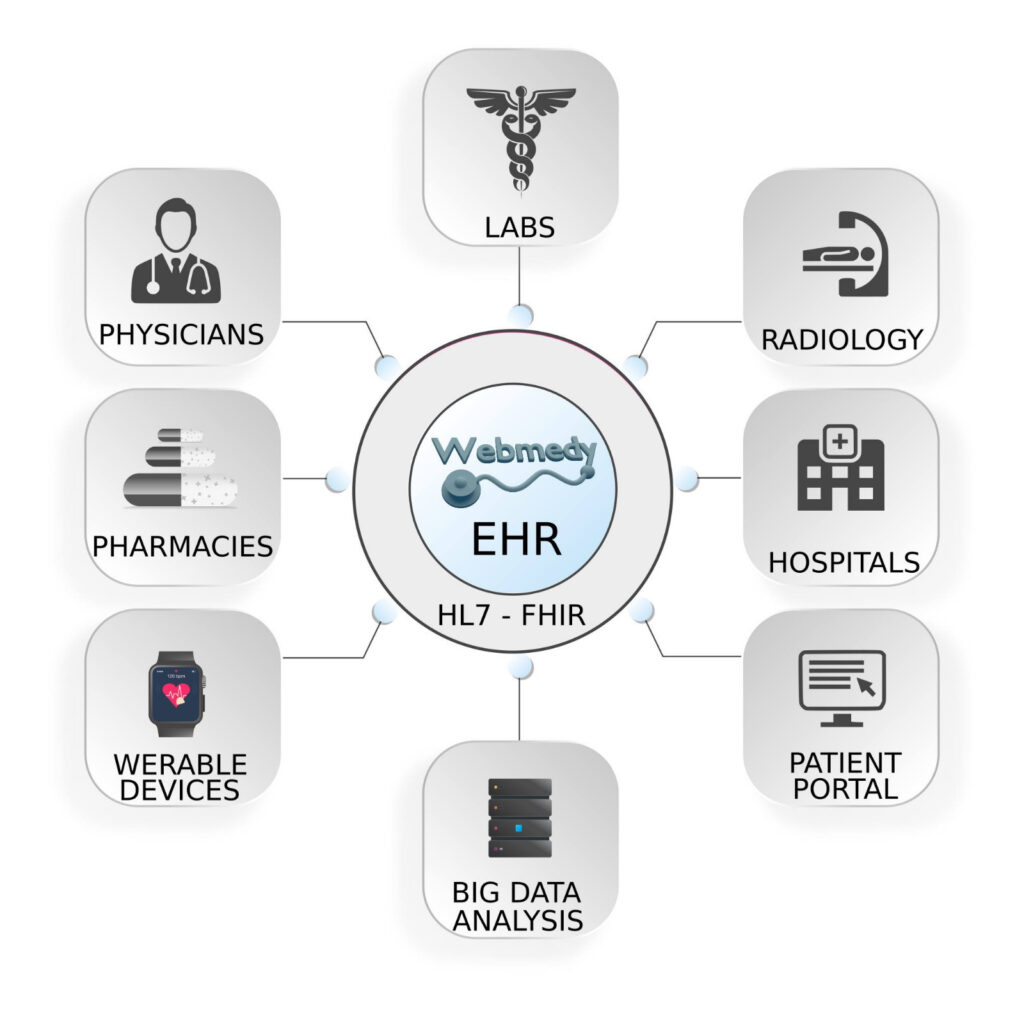 LABS
PHYSICIANS
RADIOLOGY
Webmedy
EHR
HL7 - FHIR
PHARMACIES
HOSPITALS
120 bpm
WERABLE
DEVICES
PATIENT
PORTAL
BIG DATA
ANALYSIS